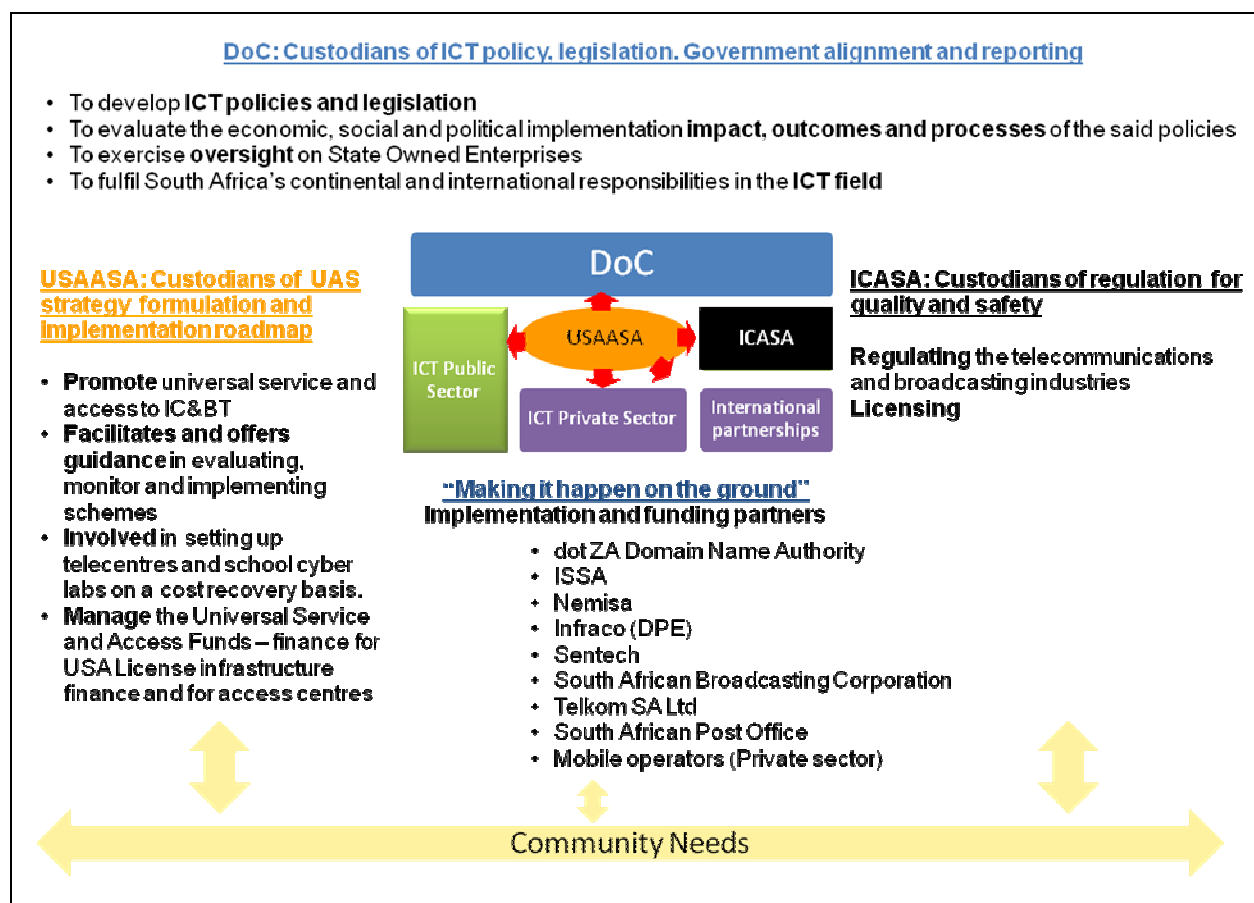 DoC: Custodians of ICT policy, legislation. Government alignment and reporting
• To develop ICT policies and legislation
• To evaluate the economic, social and political implementation impact, outcomes and processes of the said policies
• To exercise oversight on State Owned Enterprises
• To fulfil South Africa's continental and international responsibilities in the ICT field
USAASA: Custodians of UAS
strategy formulation and
implementation roadmap
• Promote universal service and
access to IC&BT
• Facilitates and offers
guidance in evaluating,
monitor and implementing
schemes
• Involved in setting up
telecentres and school cyber
labs on a cost recovery basis.
• Manage the Universal Service
and Access Funds – finance for
USA License infrastructure
finance and for access centres
DoC
USAASA
ICASA
ICT Public
Sector
ICT Private Sector
International
partnerships
ICASA: Custodians of regulation for
quality and safety
Regulating the telecommunications
and broadcasting industries
Licensing
"Making it happen on the ground"
Implementation and funding partners
• dot ZA Domain Name Authority
• ISSA
• Nemisa
• Infraco (DPE)
• Sentech
• South African Broadcasting Corporation
• Telkom SA Ltd
• South African Post Office
• Mobile operators (Private sector)
Community Needs